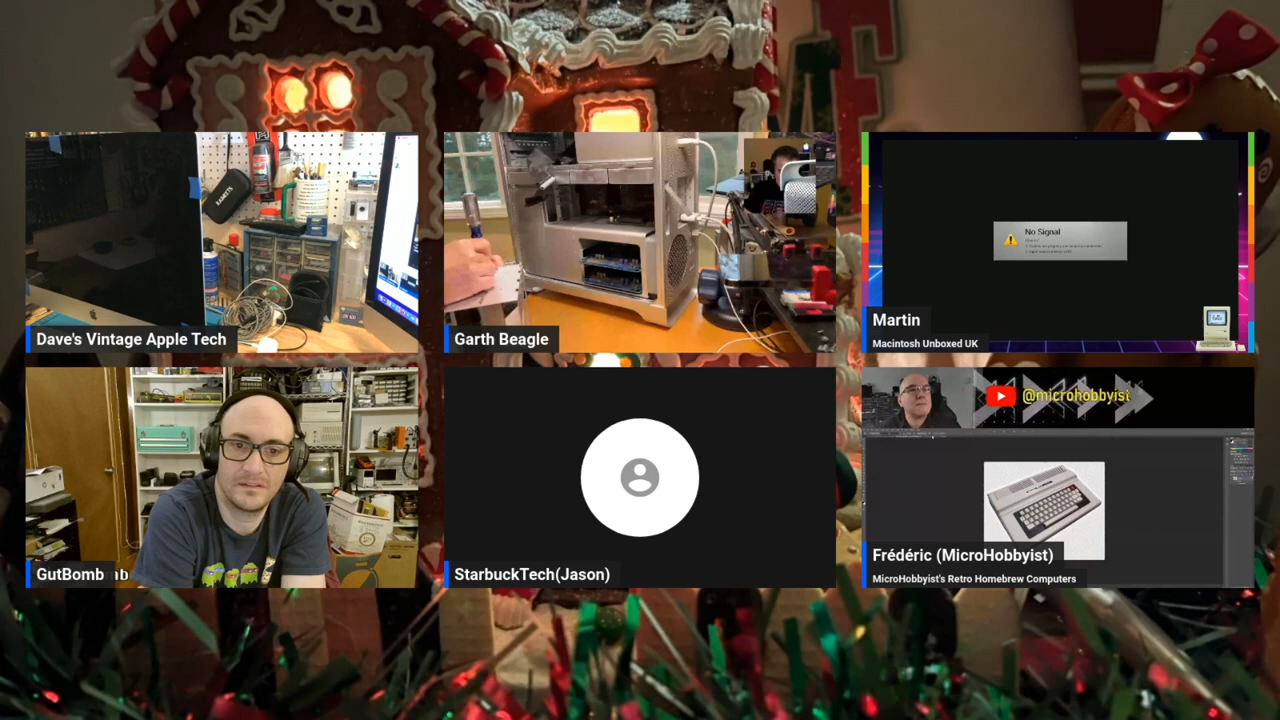 Dave's Vintage Apple Tech
Garth Beagle
No Signal
Martin
Macintosh Unboxed UK
GutBomb
StarbuckTech(Jason)
@microhobbyist
Frédéric (MicroHobbyist)
MicroHobbyist's Retro Homebrew Computers